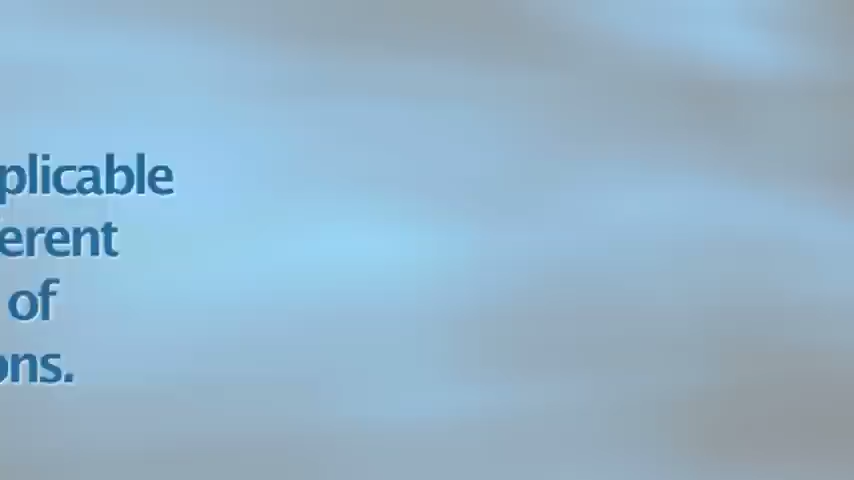 plicable
erent
of
ons.